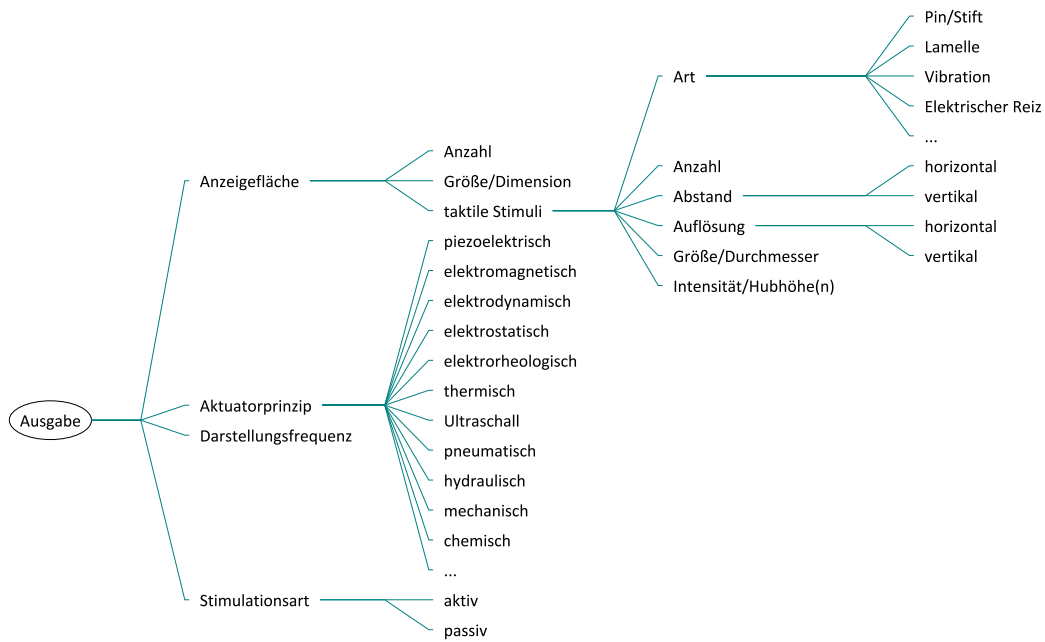 Ausgabe
Anzeigefläche
Anzahl
Größe/Dimension
taktile Stimuli
Art
Pin/Stift
Lamelle
Vibration
Elektrischer Reiz
...
Anzahl
Abstand
horizontal
vertikal
Auflösung
horizontal
vertikal
Größe/Durchmesser
Intensität/Hubhöhe(n)
Aktuatorprinzip
piezoelektrisch
elektromagnetisch
elektrodynamisch
elektrostatisch
elektrorheologisch
thermisch
Ultraschall
pneumatisch
hydraulisch
mechanisch
chemisch
...
Darstellungsfrequenz
Stimulationsart
aktiv
passiv